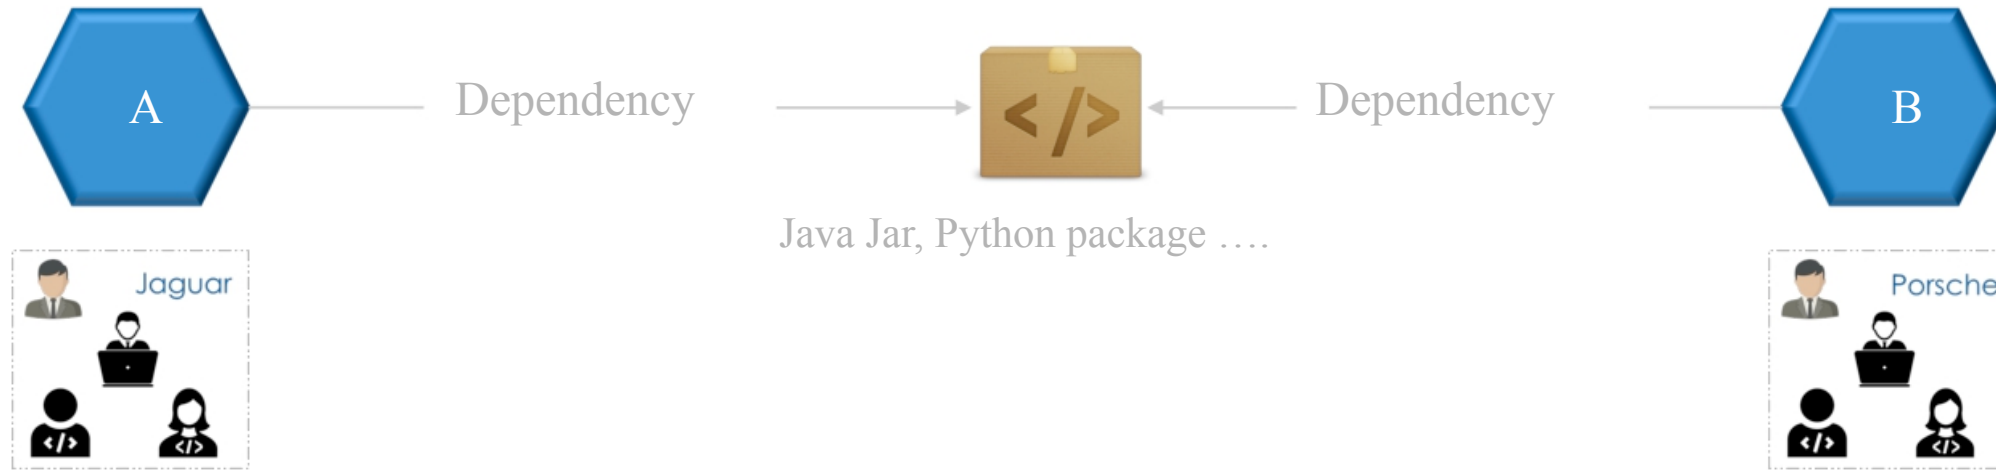 A
Dependency
</>
Dependency
B
Java Jar, Python package ….
Jaguar
</>
</>
Porsche
</>
</>